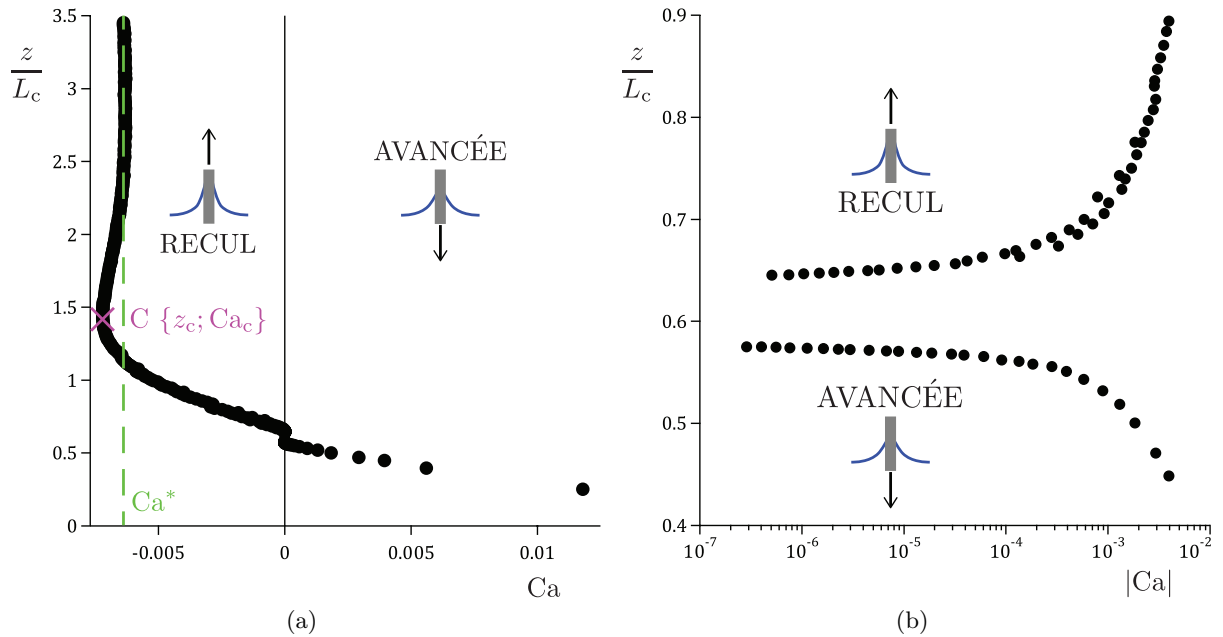 3.5
z
L_c
3
2.5
2
1.5
1
0.5
0
AVANCÉE
RECUL
C {z_c; Ca_c}
Ca*
-0.005
0
0.005
0.01
Ca
(a)
0.9
z
L_c
0.8
0.7
0.6
0.5
0.4
RECUL
AVANCÉE
10^-7
10^-6
10^-5
10^-4
10^-3
10^-2
|Ca|
(b)